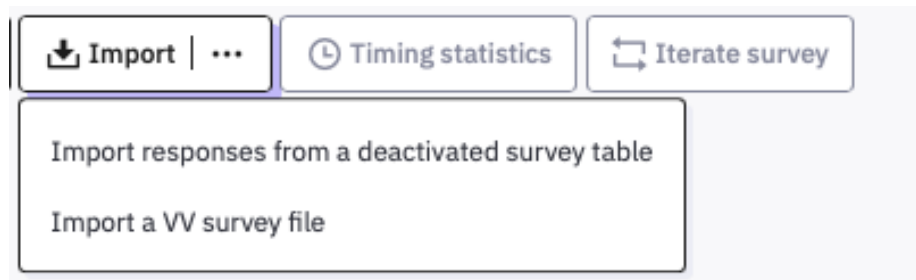 Import | ...
Timing statistics
Iterate survey
Import responses from a deactivated survey table
Import a VV survey file